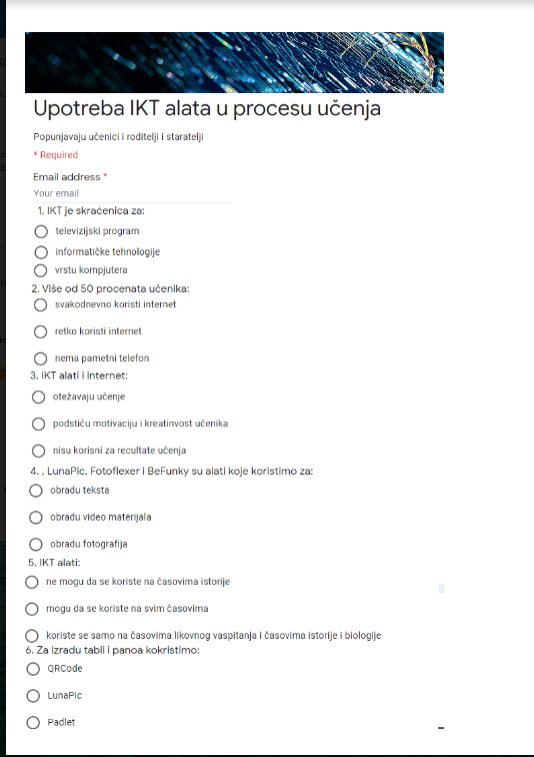 Upotreba IKT alata u procesu učenja
Popunjavaju učenici i roditelji i staratelji
* Required
Email address *
Your email
1. IKT je skraćenica za:
televizijski program
informatičke tehnologije
vrstu kompjutera
2. Više od 50 procenata učenika:
svakodnevno koristi internet
retko koristi internet
nema pametni telefon
3. IKT alati i internet:
otežavaju učenje
podstiču motivaciju i kreatinvost učenika
nisu korisni za recultate učenja
4. , LunaPic, Fotoflexer i BeFunky su alati koje koristimo za:
obradu teksta
obradu video materijala
obradu fotografija
5. IKT alati:
ne mogu da se koriste na časovima istorije
mogu da se koriste na svim časovima
koriste se samo na časovima likovnog vaspitanja i časovima istorije i biologije
6. Za izradu tabli i panoa kokristimo:
QRCode
LunaPic
Padlet